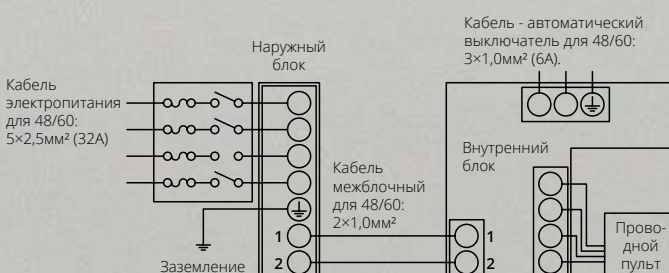 Кабель - автоматический
выключатель для 48/60:
3×1,0мм² (6А).
Наружный
блок
Кабель
электропитания
для 48/60:
5×2,5мм² (32А)
Внутренний
блок
Кабель
межблочный
для 48/60:
2×1,0мм²
Прово-
дной
пульт
1
1
Заземление
2
2